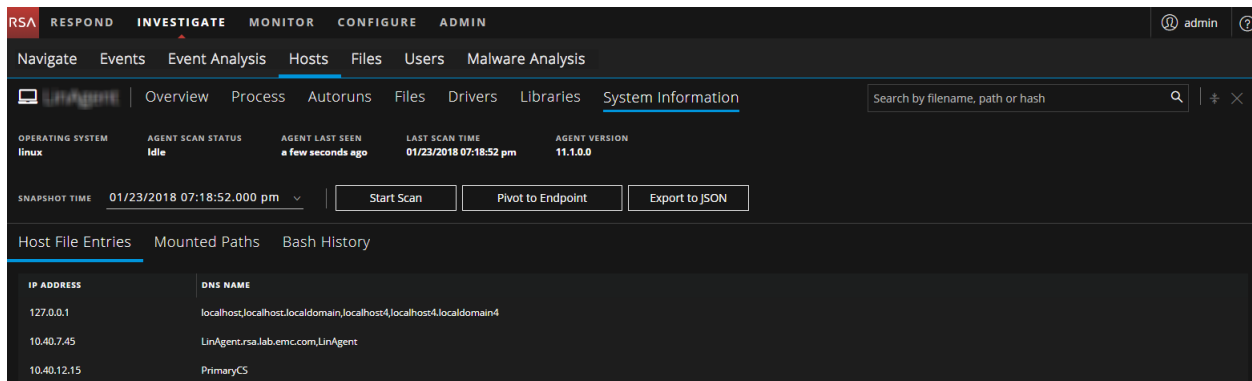 RSA RESPOND INVESTIGATE MONITOR CONFIGURE ADMIN admin
Navigate Events Event Analysis Hosts Files Users Malware Analysis
Overview Process Autoruns Files Drivers Libraries System Information Search by filename, path or hash
OPERATING SYSTEM AGENT SCAN STATUS AGENT LAST SEEN LAST SCAN TIME AGENT VERSION
linux Idle a few seconds ago 01/23/2018 07:18:52 pm 11.1.0.0
SNAPSHOT TIME 01/23/2018 07:18:52.000 pm Start Scan Pivot to Endpoint Export to JSON
Host File Entries Mounted Paths Bash History
IP ADDRESS DNS NAME
127.0.0.1 localhost,localhost.localdomain,localhost4,localhost4.localdomain4
10.40.7.45 LinAgent.rsa.lab.emc.com,LinAgent
10.40.12.15 PrimaryCS